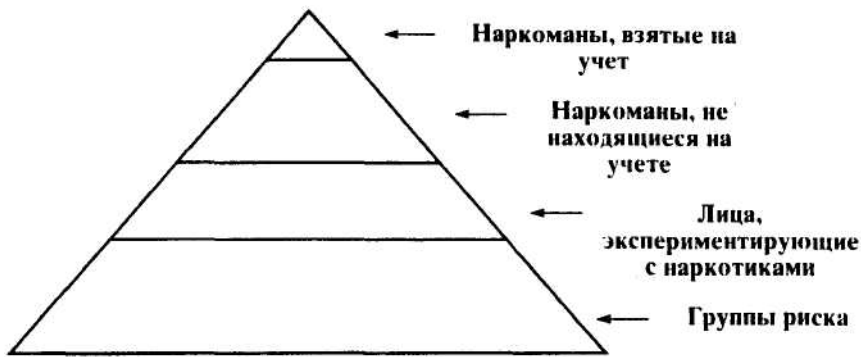 Наркоманы, взятые на
учет
Наркоманы, не
находящиеся на
учете
Лица,
экспериментирующие
с наркотиками
Группы риска